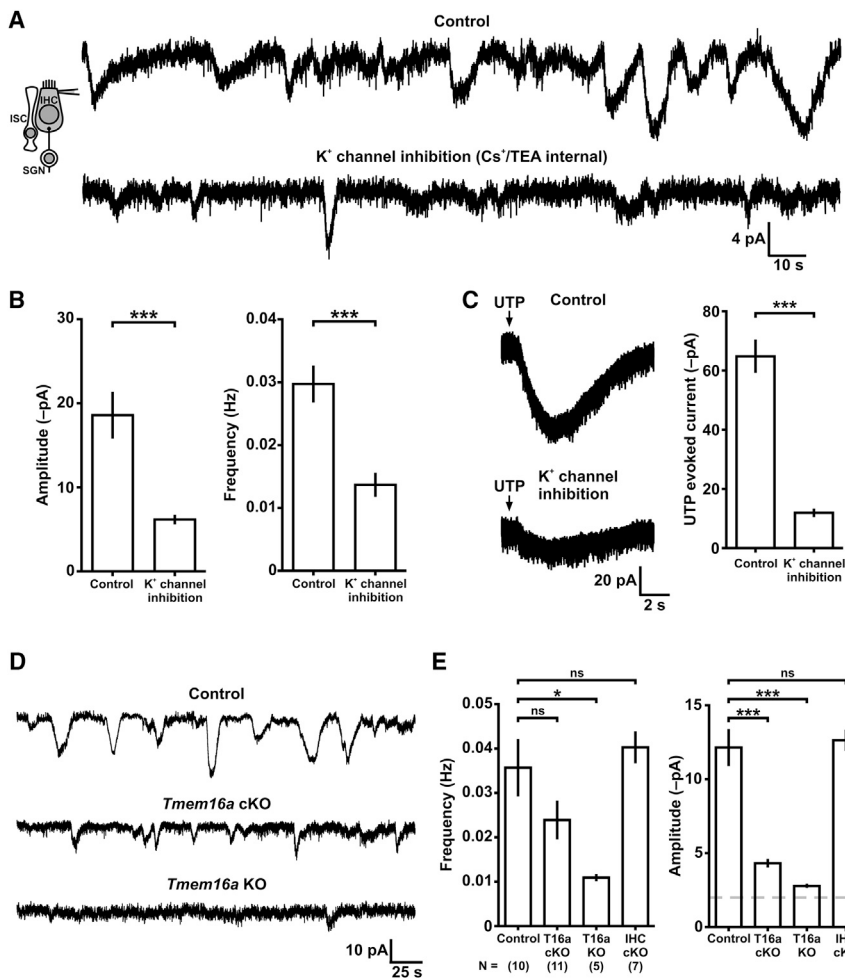 A
Control
IHC
ISC
SGN
K⁺ channel inhibition (Cs⁺/TEA internal)
4 pA
10 s
B
***
30
20
10
0
Amplitude (–pA)
Control
K⁺ channel
inhibition
***
0.04
0.03
0.02
0.01
0
Frequency (Hz)
Control
K⁺ channel
inhibition
C
UTP
Control
UTP
K⁺ channel
inhibition
20 pA
2 s
***
80
60
40
20
0
UTP evoked current (–pA)
Control
K⁺ channel
inhibition
D
Control
Tmem16a cKO
Tmem16a KO
10 pA
25 s
E
ns
*
ns
0.05
0.04
0.03
0.02
0.01
0
Frequency (Hz)
Control
T16a
cKO
T16a
KO
IHC
cKO
N = (10) (11) (5) (7)
ns
***
***
15
10
5
0
Amplitude (–pA)
Control
T16a
cKO
T16a
KO